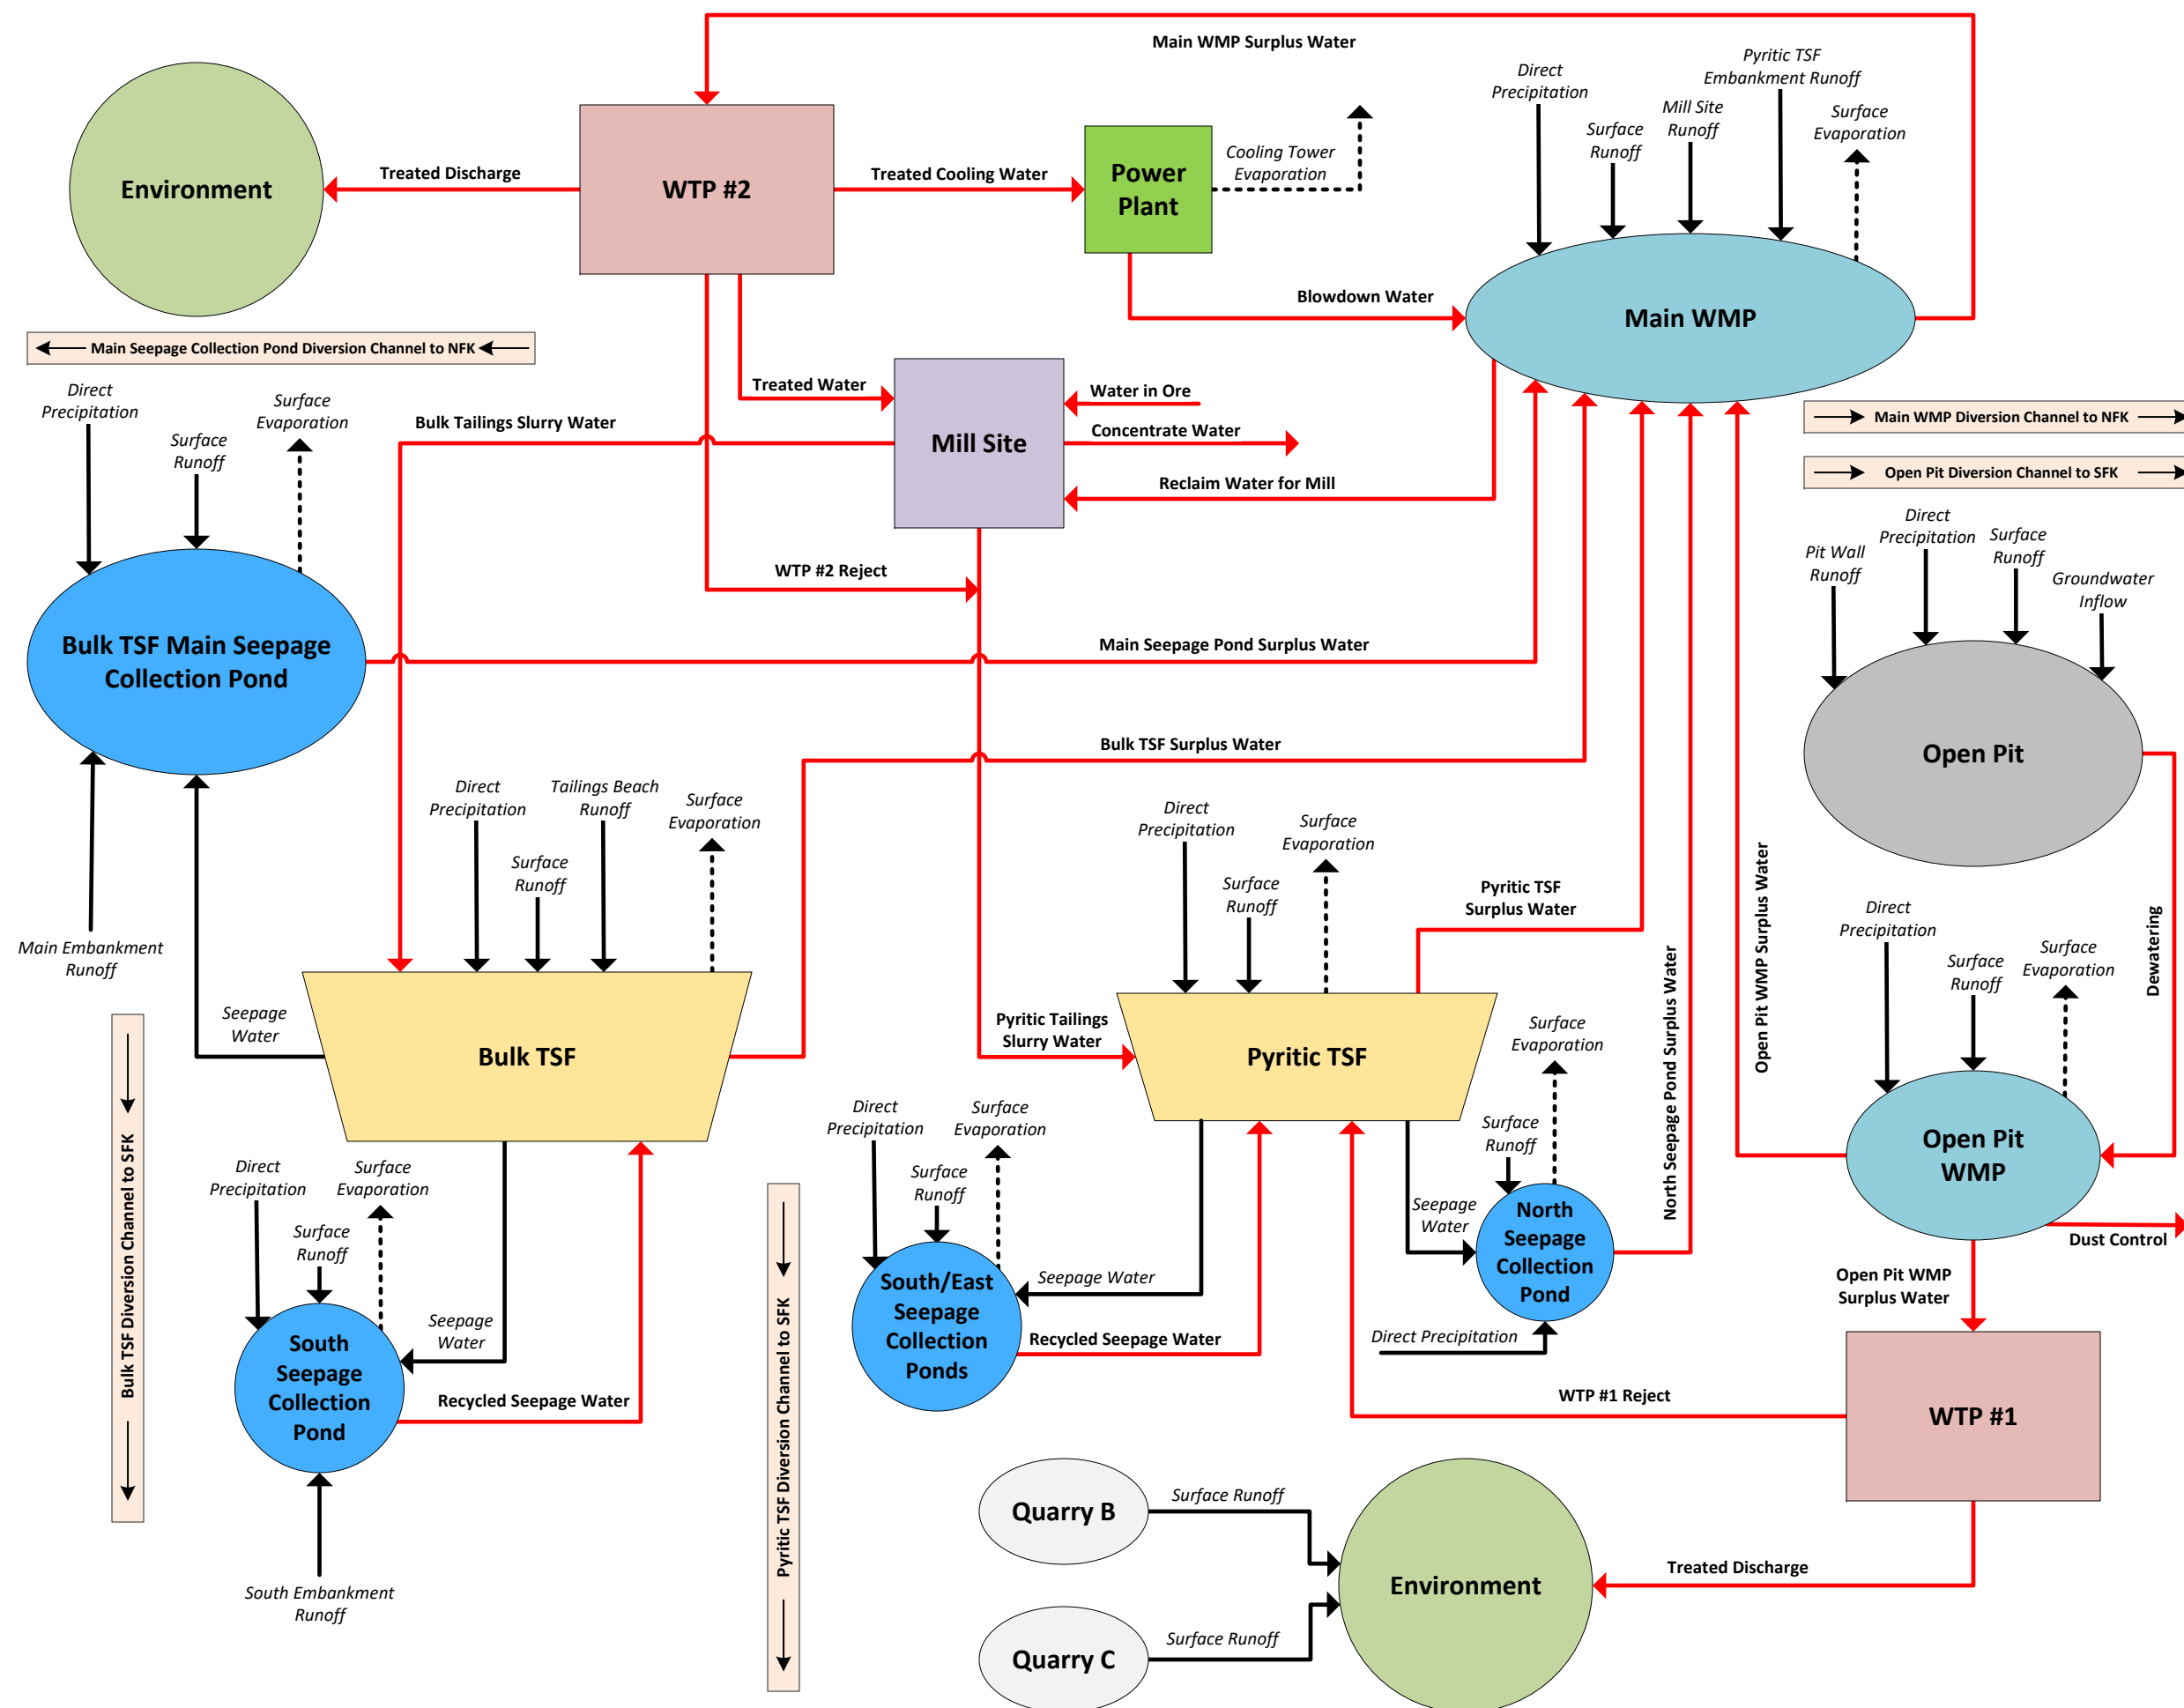 Main WMP Surplus Water
Environment
Treated Discharge
WTP #2
Treated Cooling Water
Power
Plant
Cooling Tower
Evaporation
Direct
Precipitation
Surface
Runoff
Mill Site
Runoff
Pyritic TSF
Embankment Runoff
Surface
Evaporation
Blowdown Water
Main WMP
Main Seepage Collection Pond Diversion Channel to NFK
Direct
Precipitation
Surface
Runoff
Surface
Evaporation
Treated Water
Bulk Tailings Slurry Water
Mill Site
Water in Ore
Concentrate Water
Reclaim Water for Mill
WTP #2 Reject
Main WMP Diversion Channel to NFK
Open Pit Diversion Channel to SFK
Pit Wall
Runoff
Direct
Precipitation
Surface
Runoff
Groundwater
Inflow
Bulk TSF Main Seepage
Collection Pond
Main Seepage Pond Surplus Water
Open Pit
Bulk TSF Surplus Water
Main Embankment
Runoff
Seepage
Water
Direct
Precipitation
Surface
Runoff
Tailings Beach
Runoff
Surface
Evaporation
Bulk TSF
Direct
Precipitation
Surface
Runoff
Surface
Evaporation
Pyritic TSF
Surplus Water
Pyritic Tailings
Slurry Water
Pyritic TSF
North Seepage Pond Surplus Water
Open Pit WMP Surplus Water
Dewatering
Direct
Precipitation
Surface
Runoff
Surface
Evaporation
Open Pit
WMP
Dust Control
Open Pit WMP
Surplus Water
Bulk TSF Diversion Channel to SFK
Direct
Precipitation
Surface
Runoff
Surface
Evaporation
Seepage
Water
South
Seepage
Collection
Pond
Recycled Seepage Water
South Embankment
Runoff
Pyritic TSF Diversion Channel to SFK
Direct
Precipitation
Surface
Runoff
Surface
Evaporation
Seepage Water
South/East
Seepage
Collection
Ponds
Recycled Seepage Water
Surface
Evaporation
Surface
Runoff
Seepage
Water
North
Seepage
Collection
Pond
Direct Precipitation
WTP #1 Reject
WTP #1
Quarry B
Surface Runoff
Environment
Treated Discharge
Quarry C
Surface Runoff